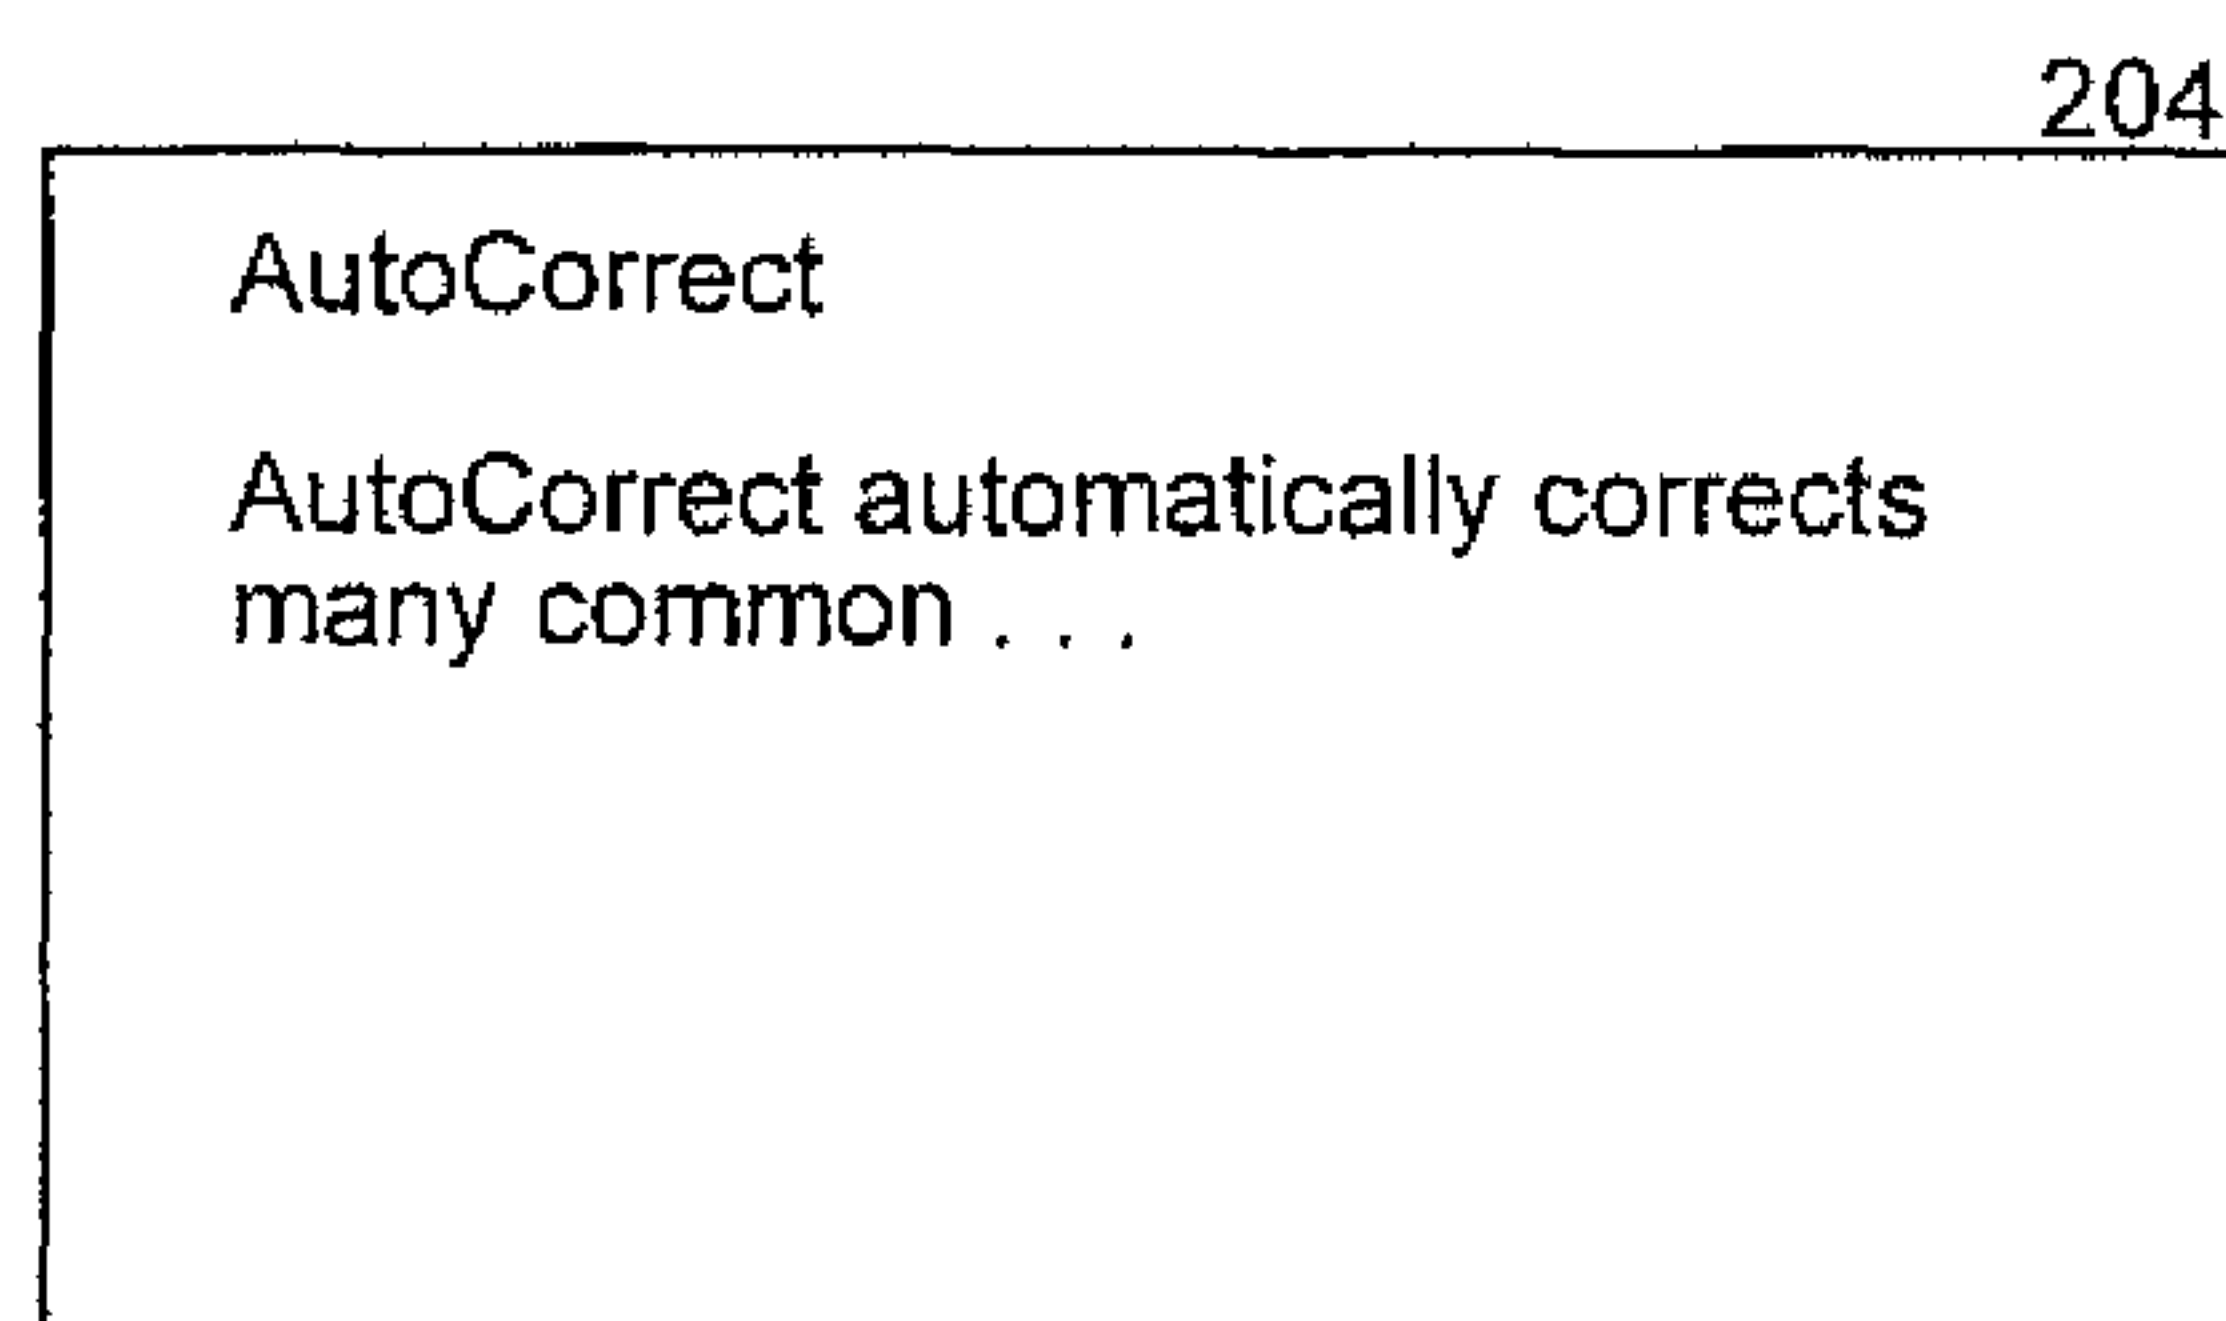 204
AutoCorrect
AutoCorrect automatically corrects
many common . . .